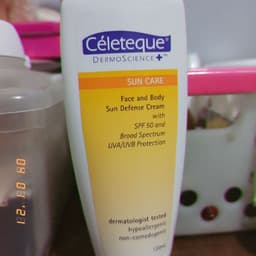 Céleteque®
DERMOSCIENCE
SUN CARE
Face and Body
Sun Defense Cream
with
SPF 50 and
Broad Spectrum
UVA/UVB Protection
dermatologist tested
hypoallergenic
non-comedogenic